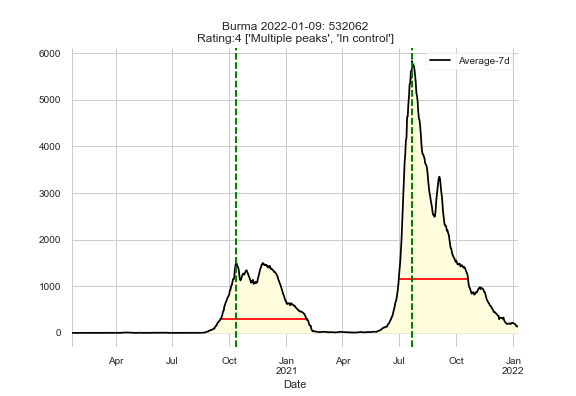 Burma 2022-01-09: 532062
Rating:4 ['Multiple peaks', 'In control']
Average-7d
6000
5000
4000
3000
2000
1000
0
Apr Jul Oct Jan Apr Jul Oct Jan
2021 2022
Date